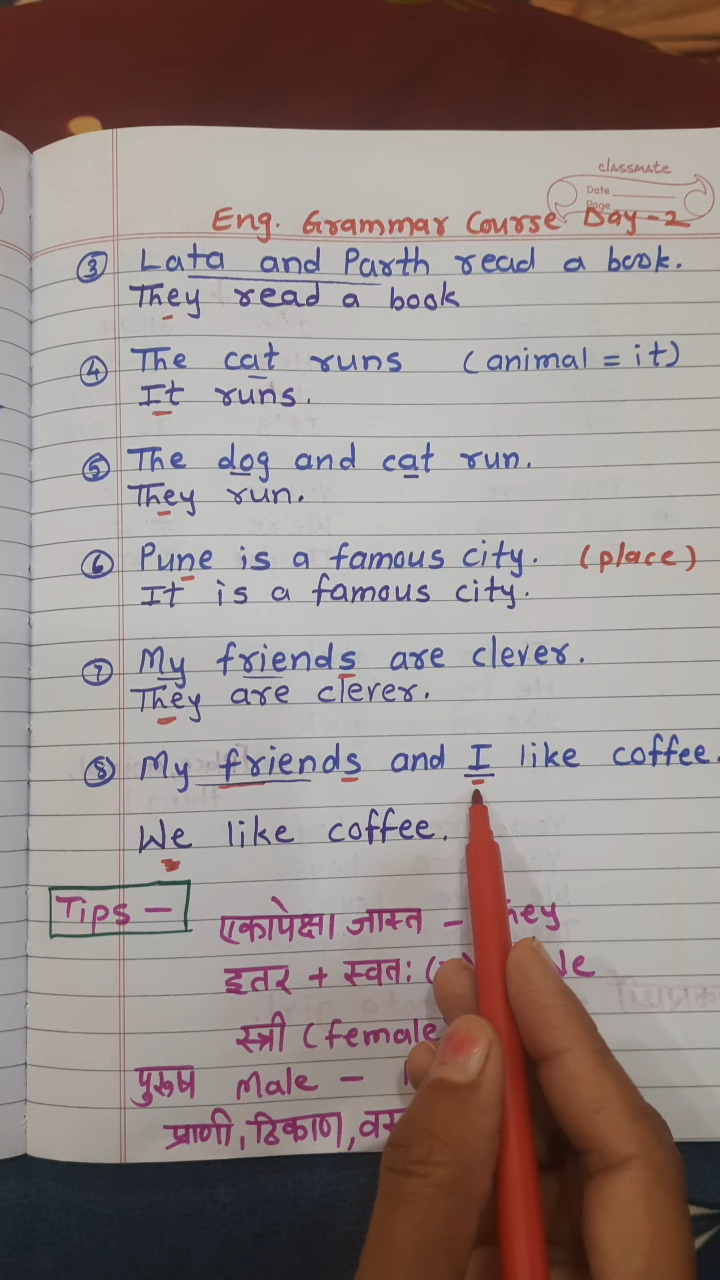 classmate
Date
Page
Eng. Grammar Course Day-2
③ Lata and Parth read a book.
They read a book
④ The cat runs (animal = it)
It runs.
⑤ The dog and cat run.
They run.
⑥ Pune is a famous city. (place)
It is a famous city.
⑦ My friends are clever.
They are clever.
⑧ My friends and I like coffee.
We like coffee.
Tips - एकापेक्षा जास्त -
इतर + स्वतः
स्त्री (female
पुरुष male -
प्राणी, ठिकाण,